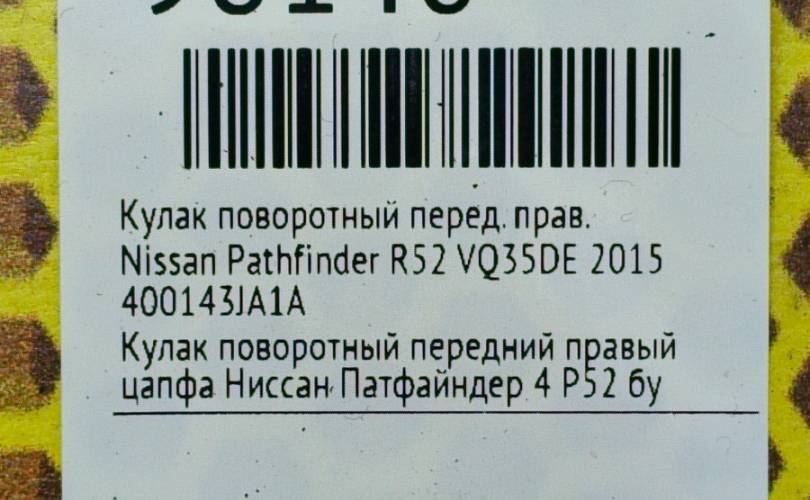 Кулак поворотный перед. прав.
Nissan Pathfinder R52 VQ35DE 2015
400143JA1A
Кулак поворотный передний правый
цапфа Ниссан Патфайндер 4 Р52 бу